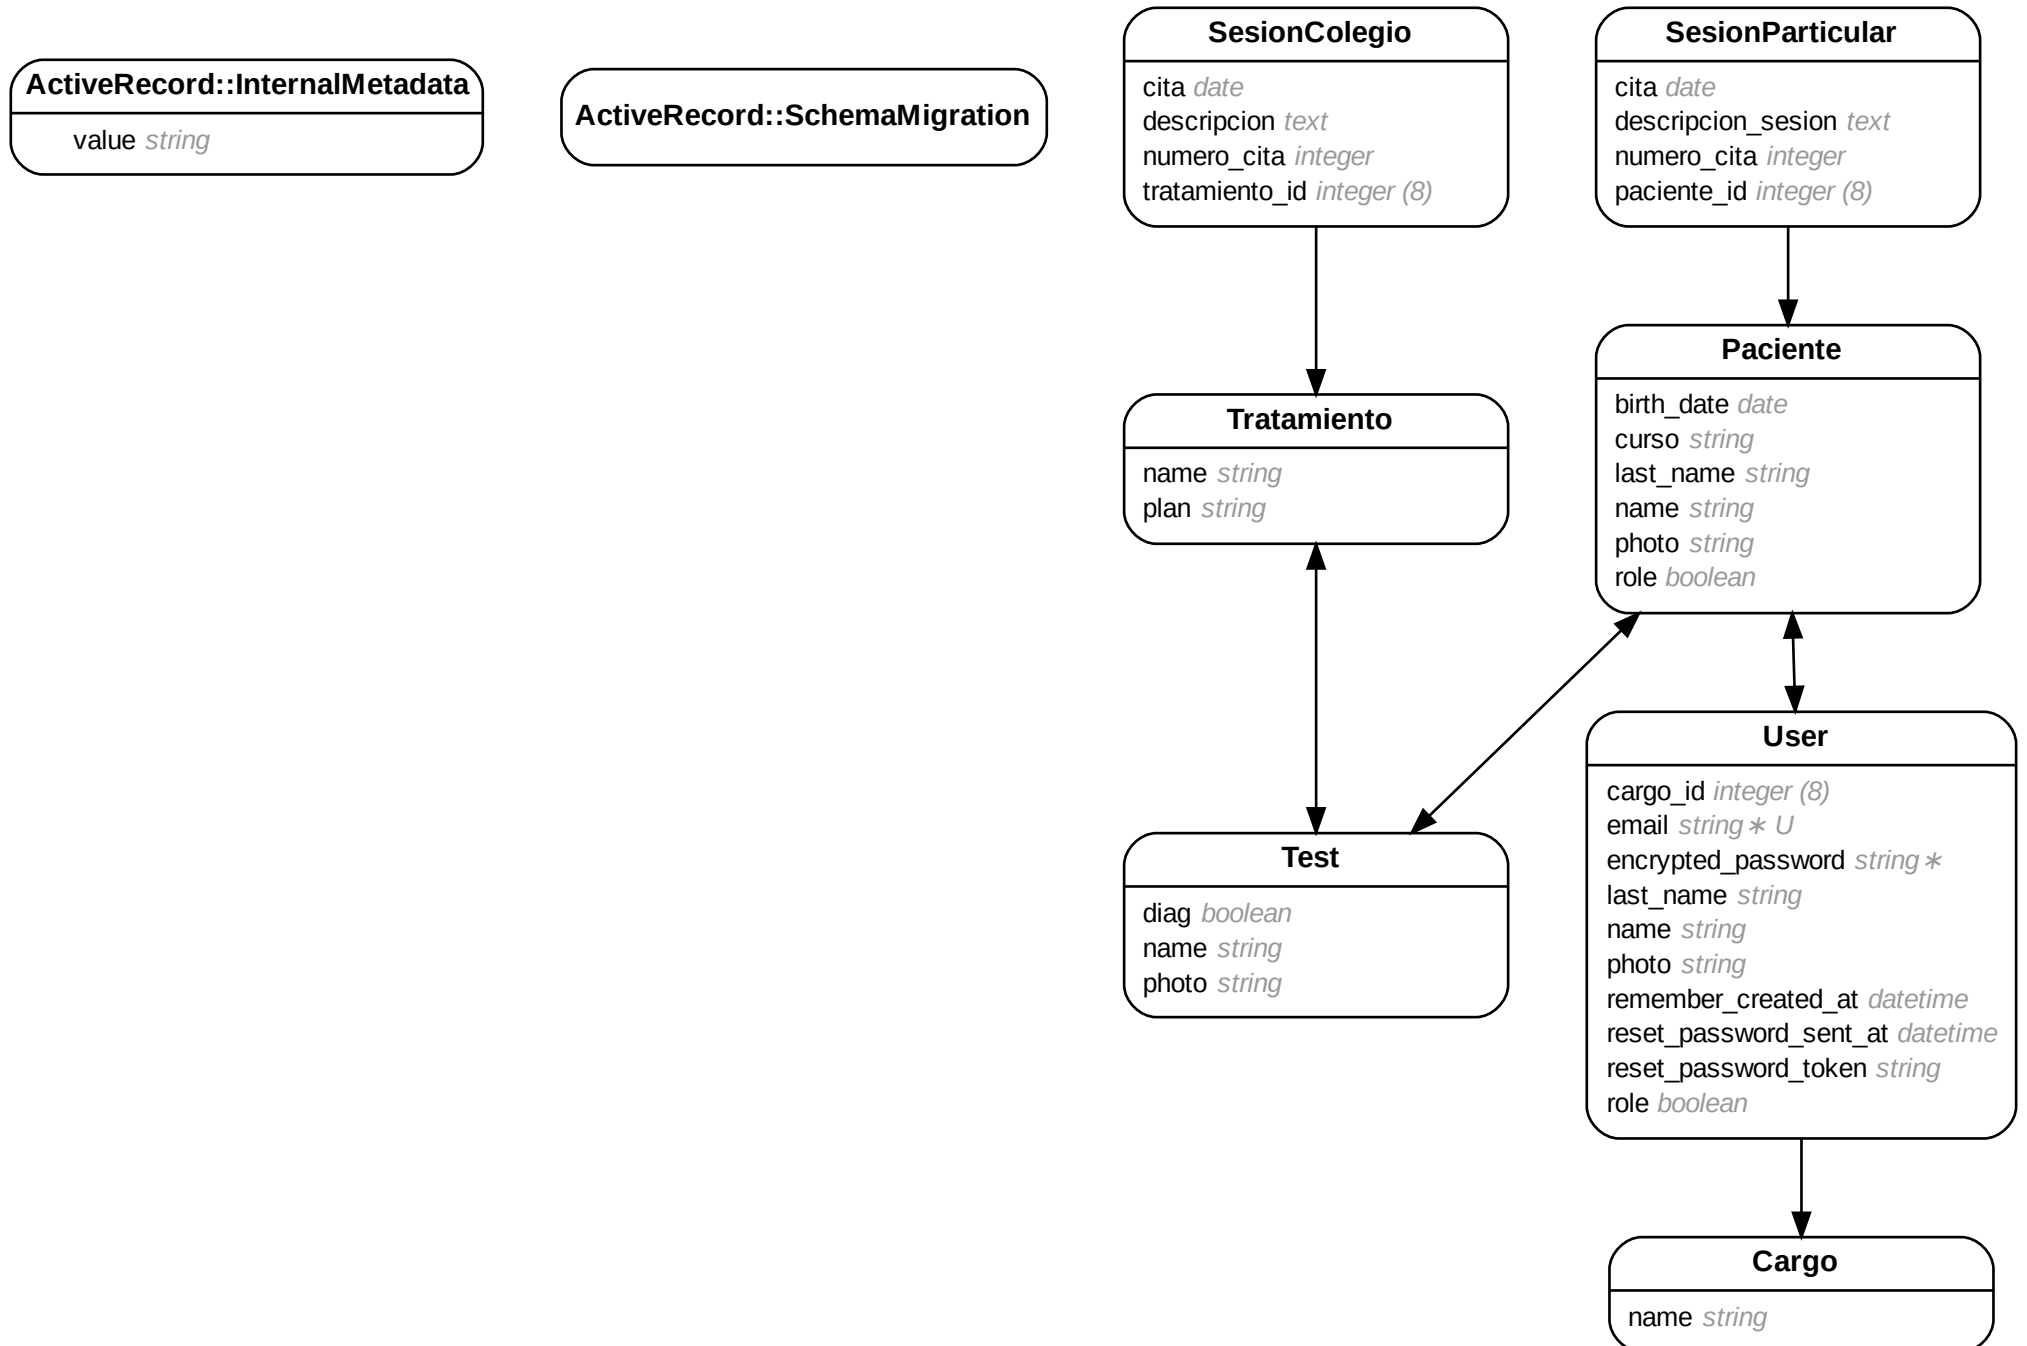 ActiveRecord::InternalMetadata
value string
ActiveRecord::SchemaMigration
SesionColegio
cita date
descripcion text
numero_cita integer
tratamiento_id integer (8)
SesionParticular
cita date
descripcion_sesion text
numero_cita integer
paciente_id integer (8)
Tratamiento
name string
plan string
Paciente
birth_date date
curso string
last_name string
name string
photo string
role boolean
Test
diag boolean
name string
photo string
User
cargo_id integer (8)
email string∗ U
encrypted_password string∗
last_name string
name string
photo string
remember_created_at datetime
reset_password_sent_at datetime
reset_password_token string
role boolean
Cargo
name string